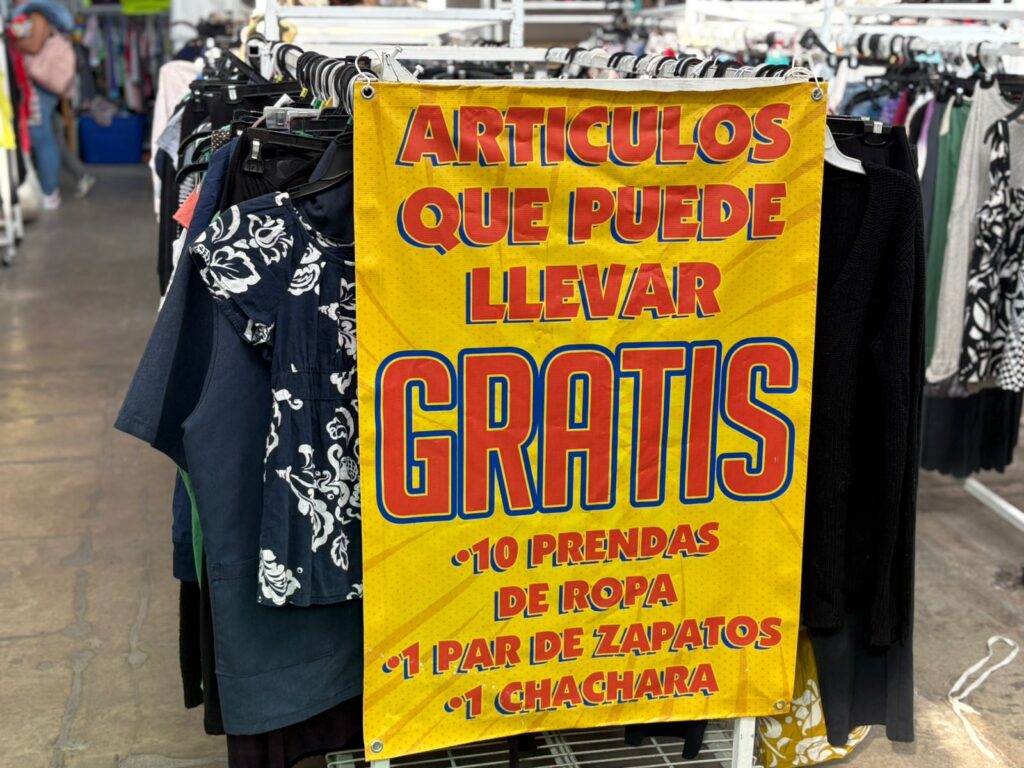 ARTICULOS
QUE PUEDE
LLEVAR
GRATIS
•10 PRENDAS
DE ROPA
•1 PAR DE ZAPATOS
•1 CHACHARA